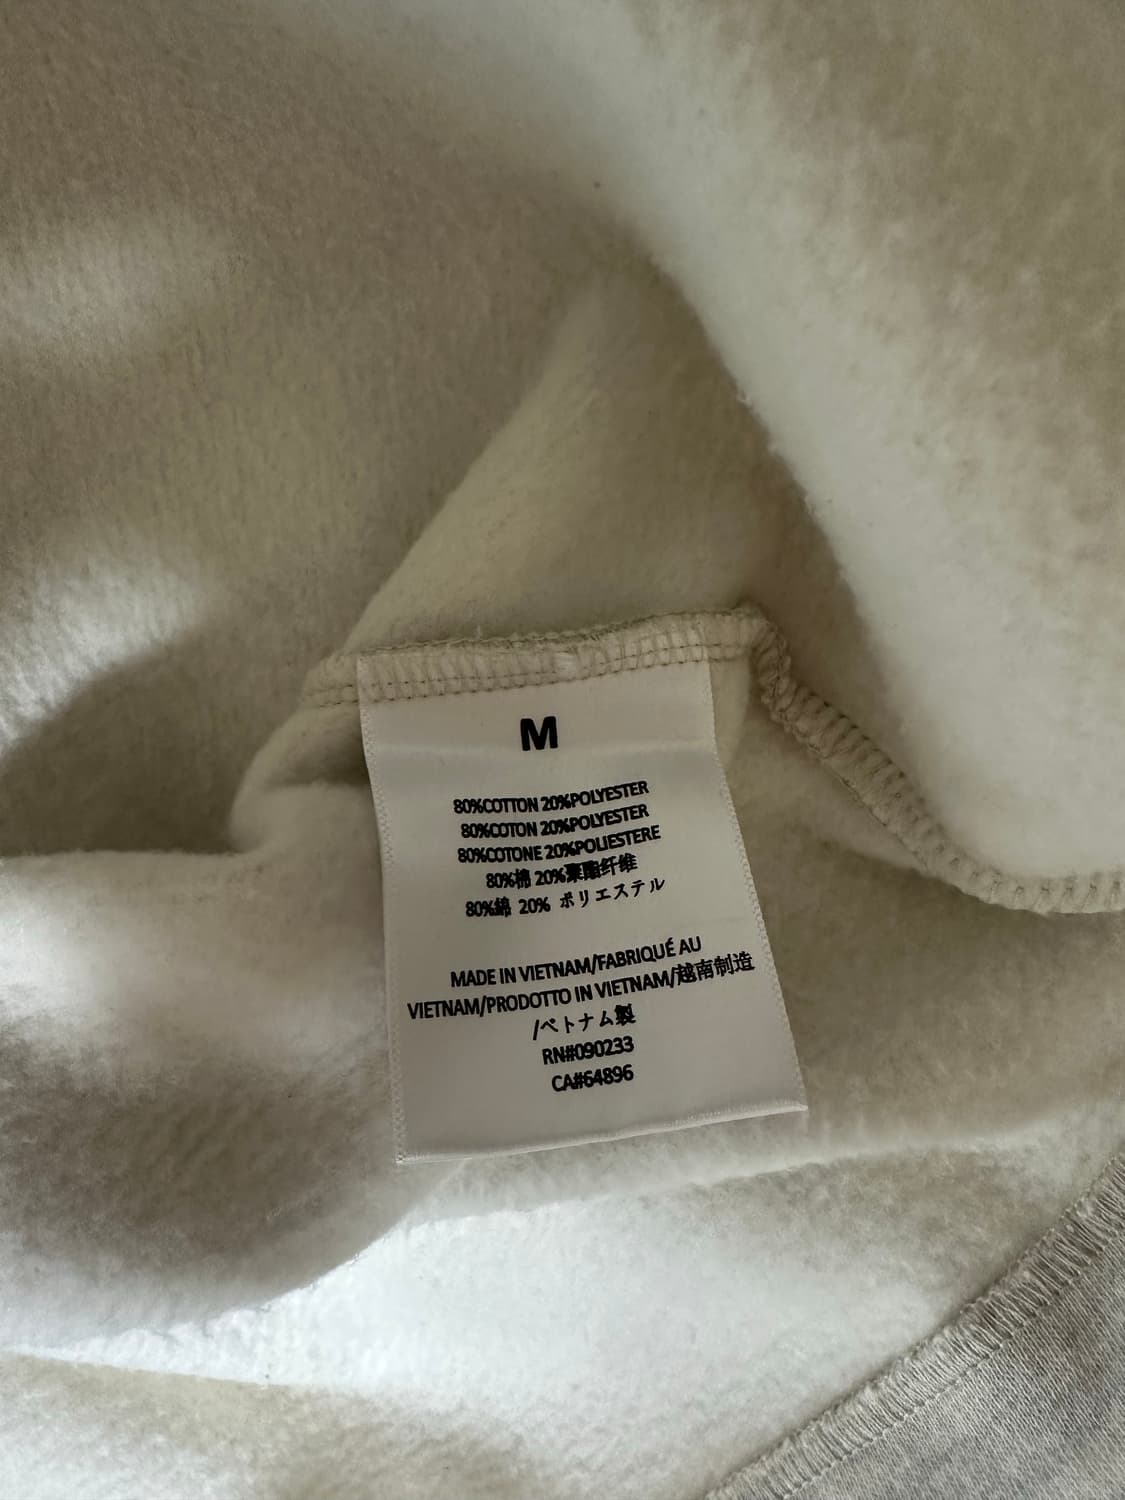 M
80%COTTON 20%POLYESTER
80%COTON 20%POLYESTER
80%COTONE 20%POLIESTERE
80%棉 20%聚酯纤维
80%綿 20% ポリエステル
MADE IN VIETNAM/FABRIQUÉ AU
VIETNAM/PRODOTTO IN VIETNAM/越南制造
/ベトナム製
RN#090233
CA#64896